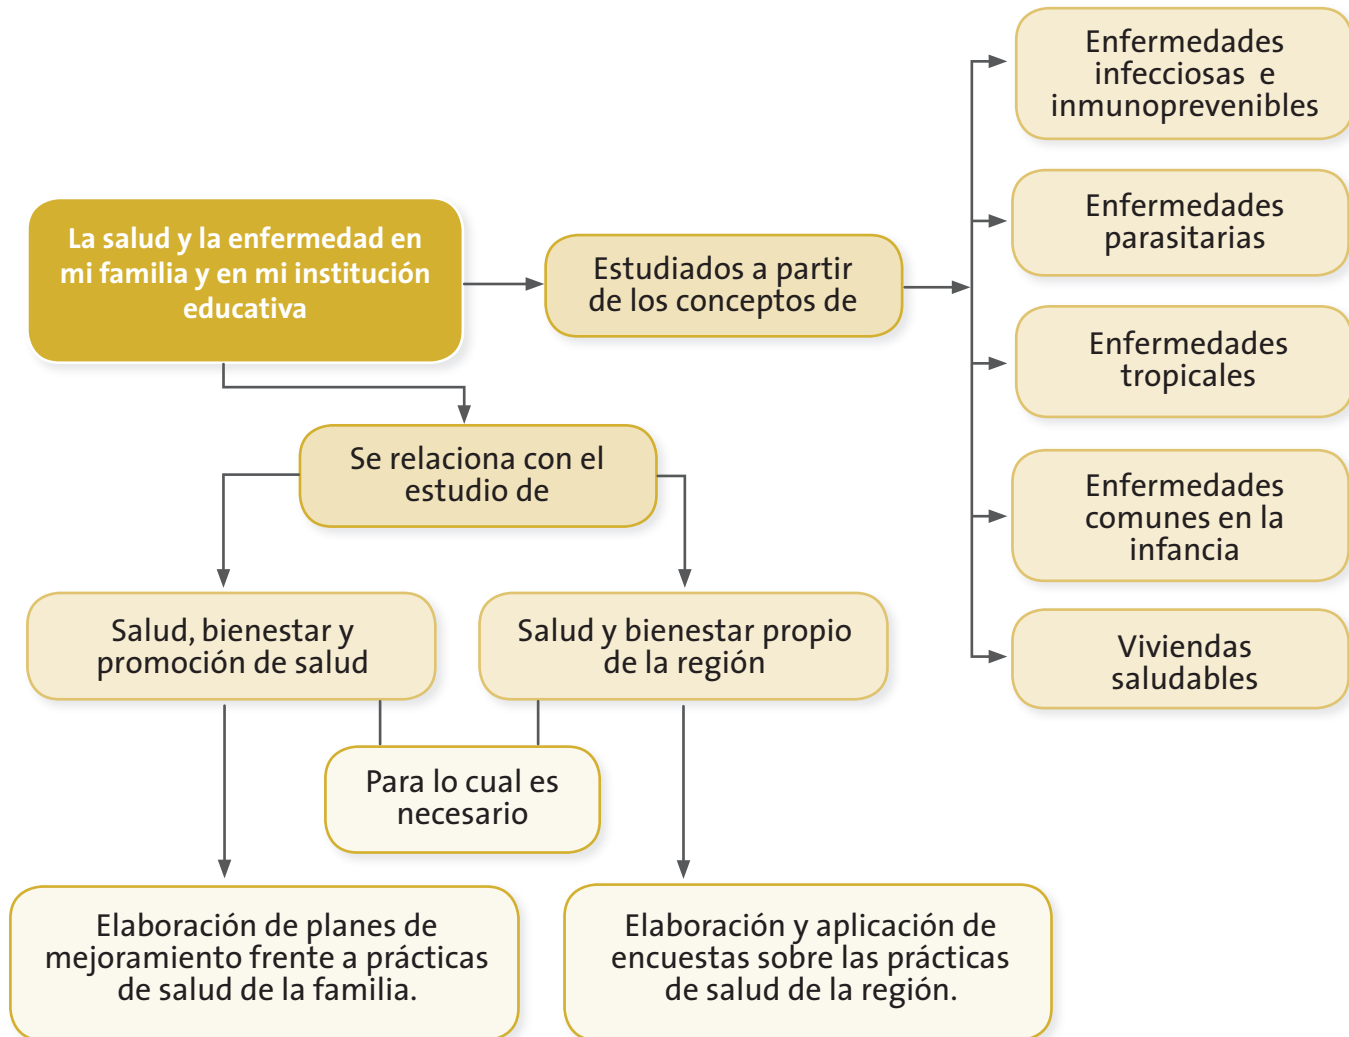 La salud y la enfermedad en
mi familia y en mi institución
educativa
Estudiados a partir
de los conceptos de
Enfermedades
infecciosas e
inmunoprevenibles
Enfermedades
parasitarias
Enfermedades
tropicales
Enfermedades
comunes en la
infancia
Viviendas
saludables
Se relaciona con el
estudio de
Salud, bienestar y
promoción de salud
Salud y bienestar propio
de la región
Para lo cual es
necesario
Elaboración de planes de
mejoramiento frente a prácticas
de salud de la familia.
Elaboración y aplicación de
encuestas sobre las prácticas
de salud de la región.